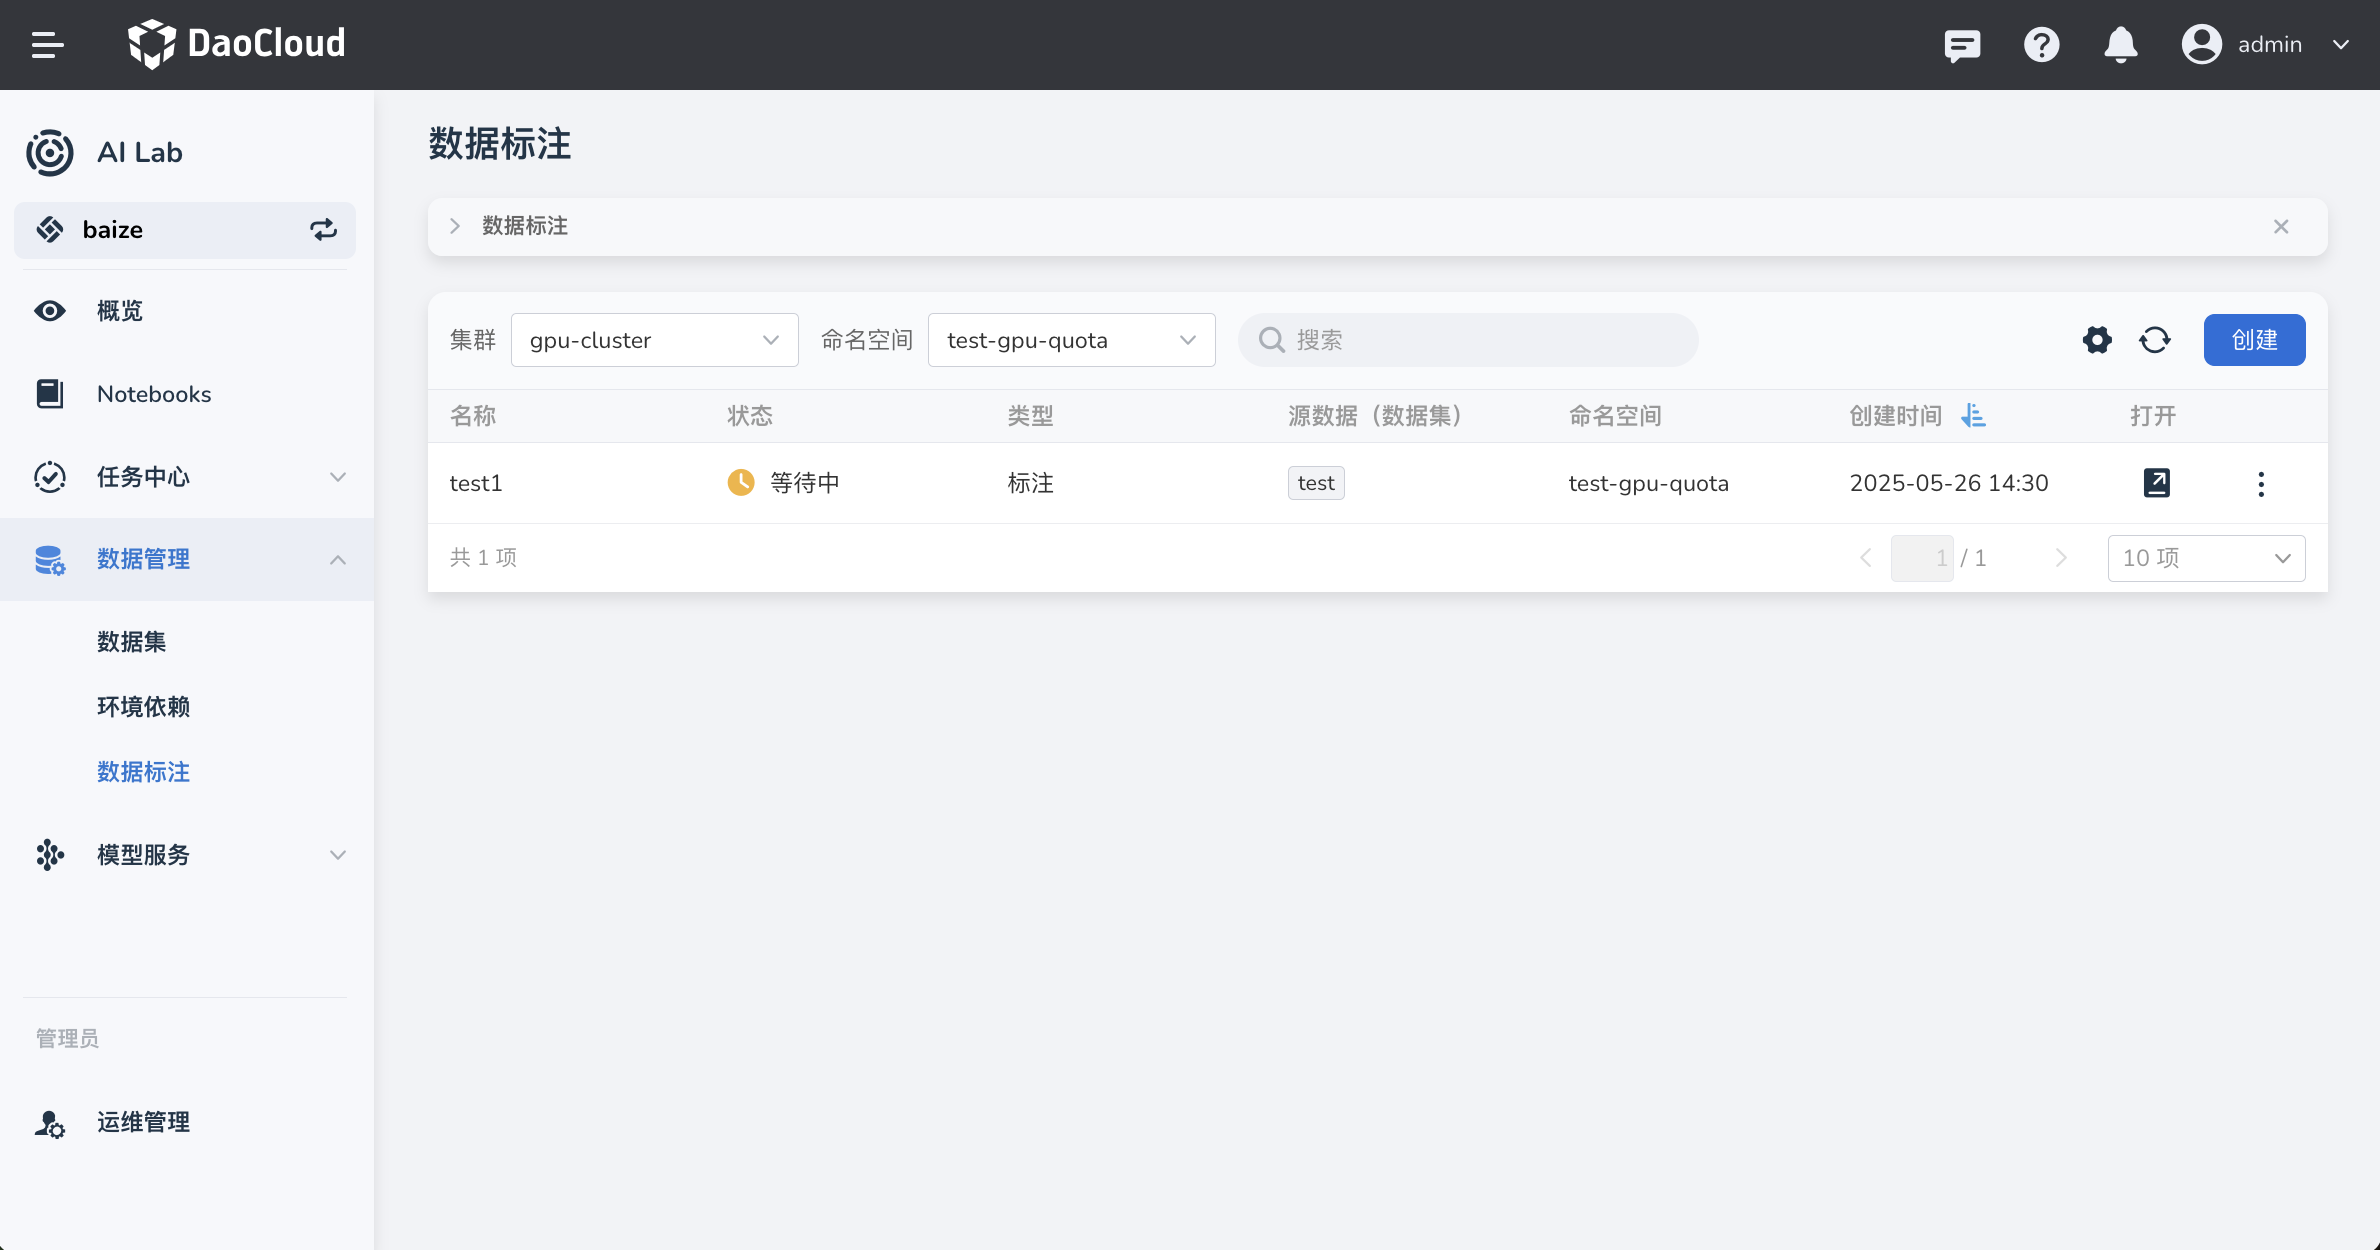 DaoCloud
admin
AI Lab
baize
概览
Notebooks
任务中心
数据管理
数据集
环境依赖
数据标注
模型服务
管理员
运维管理
数据标注
数据标注
集群 gpu-cluster 命名空间 test-gpu-quota 搜索 创建
名称 状态 类型 源数据（数据集） 命名空间 创建时间 打开
test1 等待中 标注 test test-gpu-quota 2025-05-26 14:30
共 1 项 1 / 1 10 项